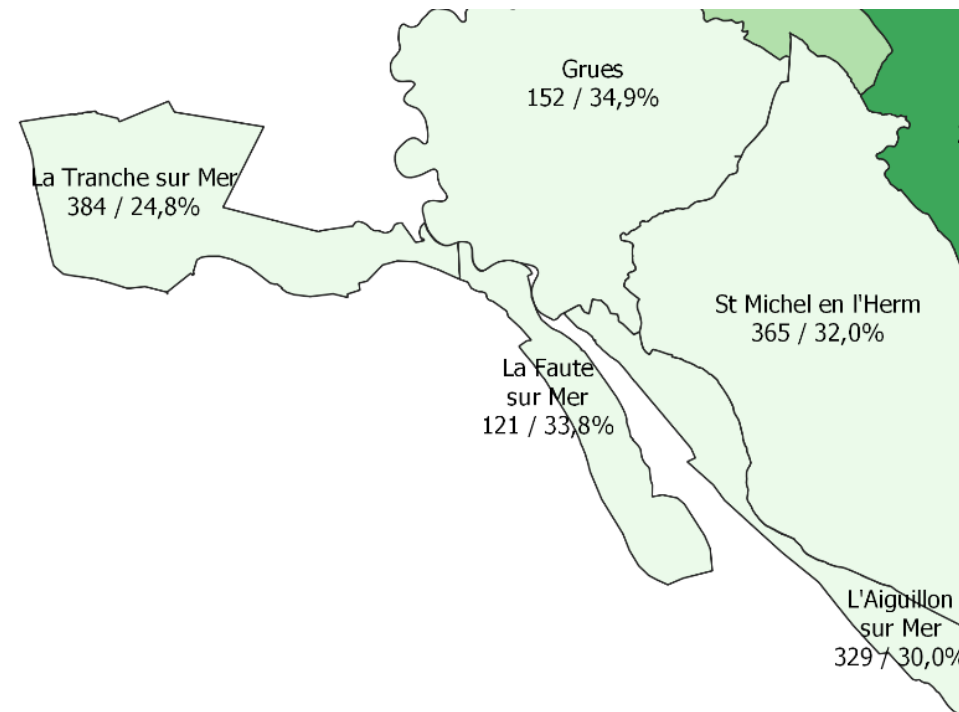 Grues
152 / 34,9%
La Tranche sur Mer
384 / 24,8%
St Michel en l'Herm
365 / 32,0%
La Faute
sur Mer
121 / 33,8%
L'Aiguillon
sur Mer
329 / 30,0%